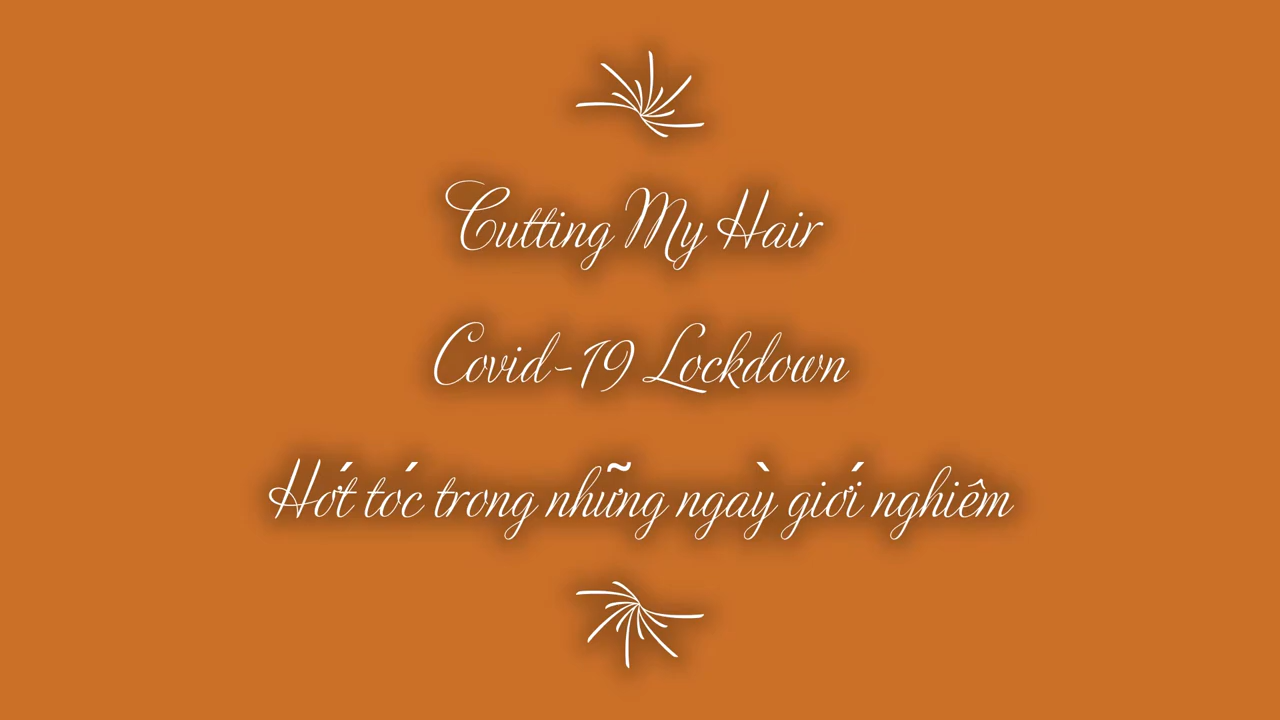 Cutting My Hair
Covid-19 Lockdown
Hớt tóc trong những ngày giới nghiêm